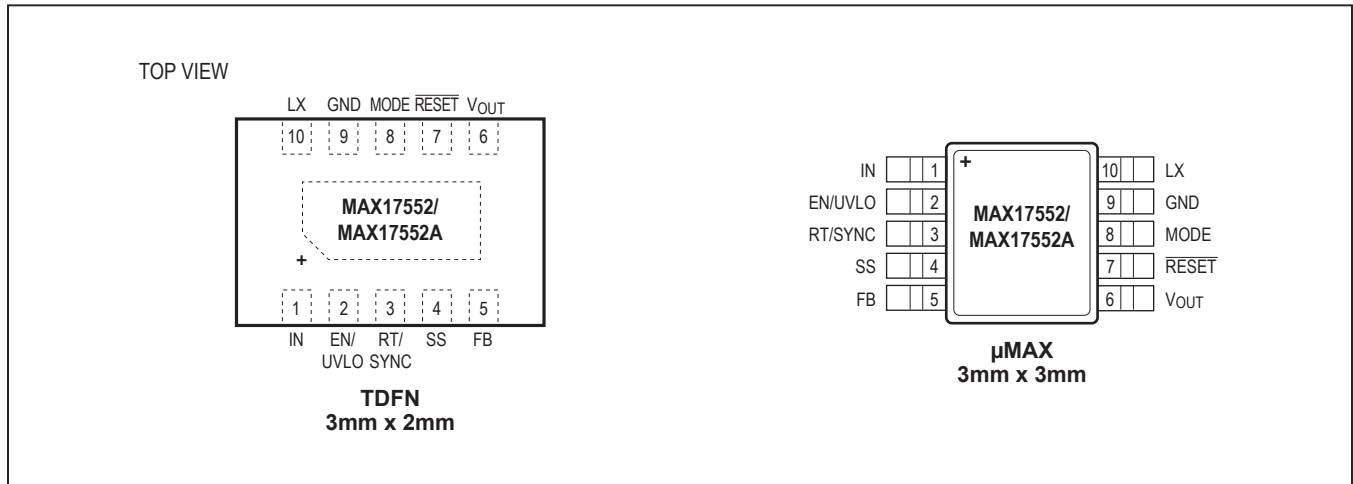 TOP VIEW
LX GND MODE RESET VOUT
10 9 8 7 6
MAX17552/
MAX17552A
+
1 2 3 4 5
IN EN/ RT/ SS FB
UVLO SYNC
TDFN
3mm x 2mm
+
IN 1 10 LX
EN/UVLO 2 9 GND
MAX17552/
MAX17552A
RT/SYNC 3 8 MODE
SS 4 7 RESET
FB 5 6 VOUT
µMAX
3mm x 3mm